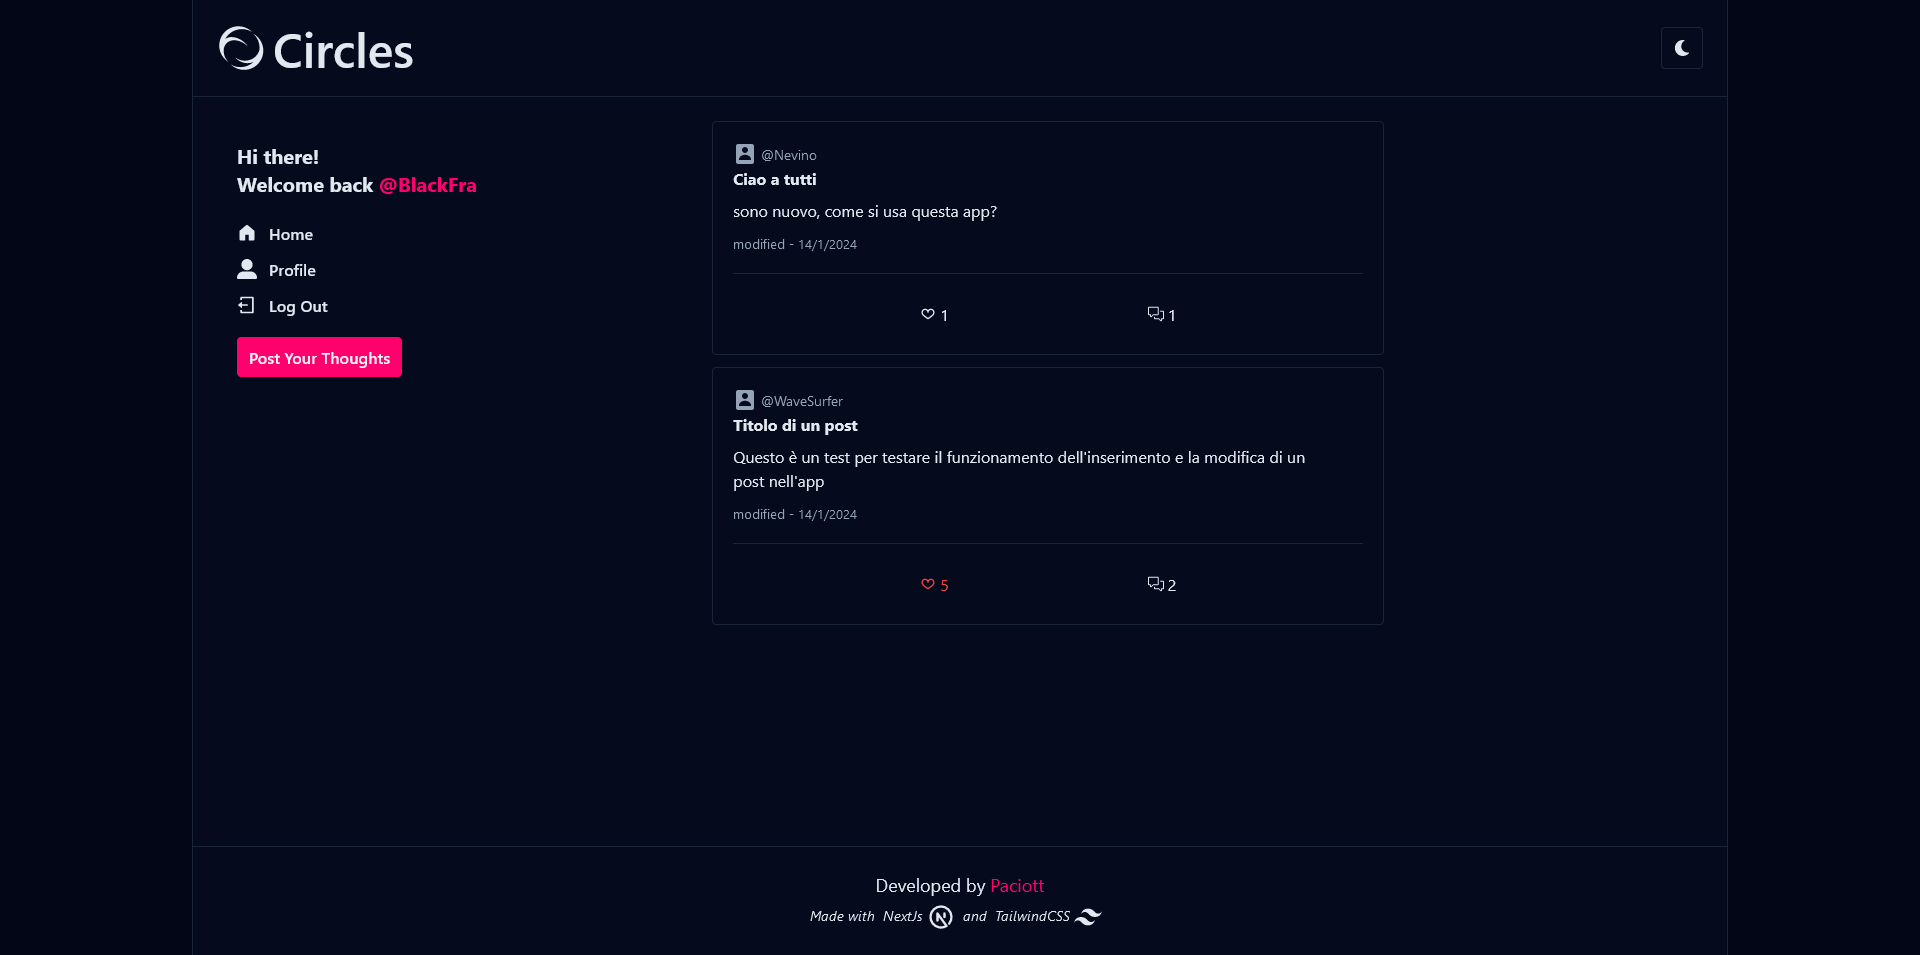 Circles
Hi there!
Welcome back @BlackFra
Home
Profile
Log Out
Post Your Thoughts
@Nevino
Ciao a tutti
sono nuovo, come si usa questa app?
modified - 14/1/2024
1
1
@WaveSurfer
Titolo di un post
Questo è un test per testare il funzionamento dell'inserimento e la modifica di un
post nell'app
modified - 14/1/2024
5
2
Developed by Paciott
Made with NextJs N and TailwindCSS